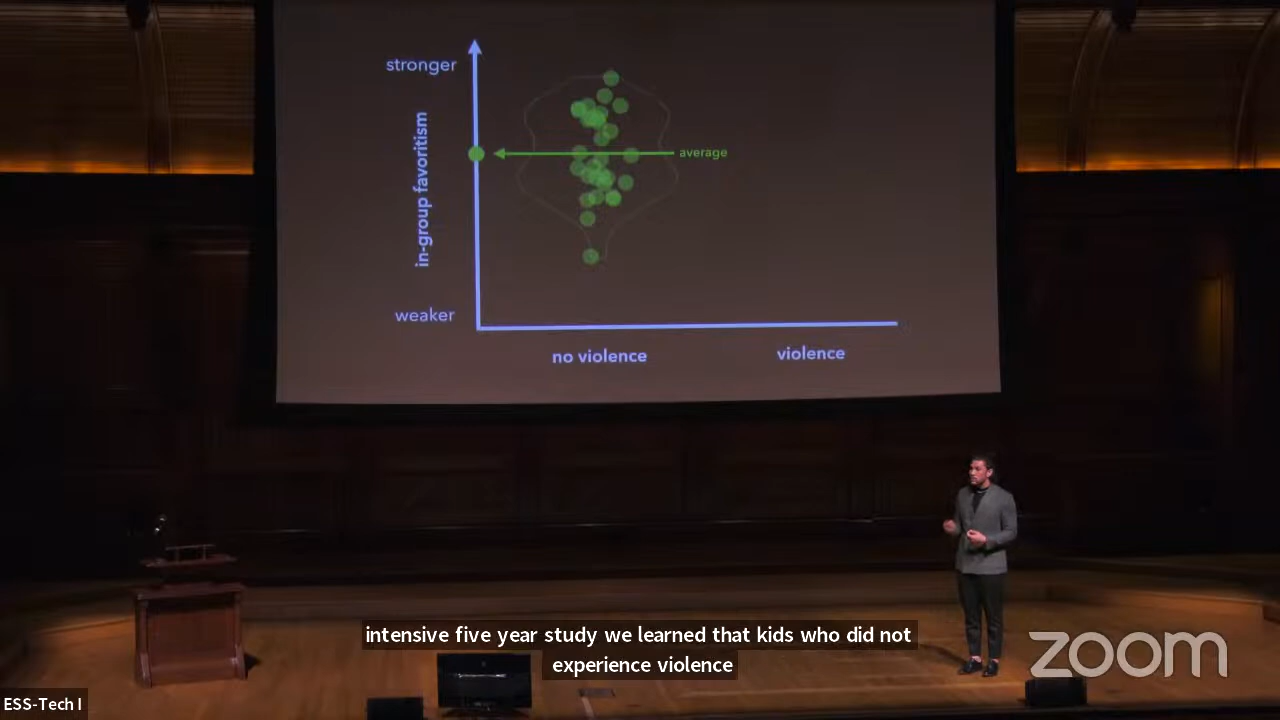 stronger
in-group favoritism
average
weaker
no violence
violence
intensive five year study we learned that kids who did not
experience violence
zoom
ESS-Tech I